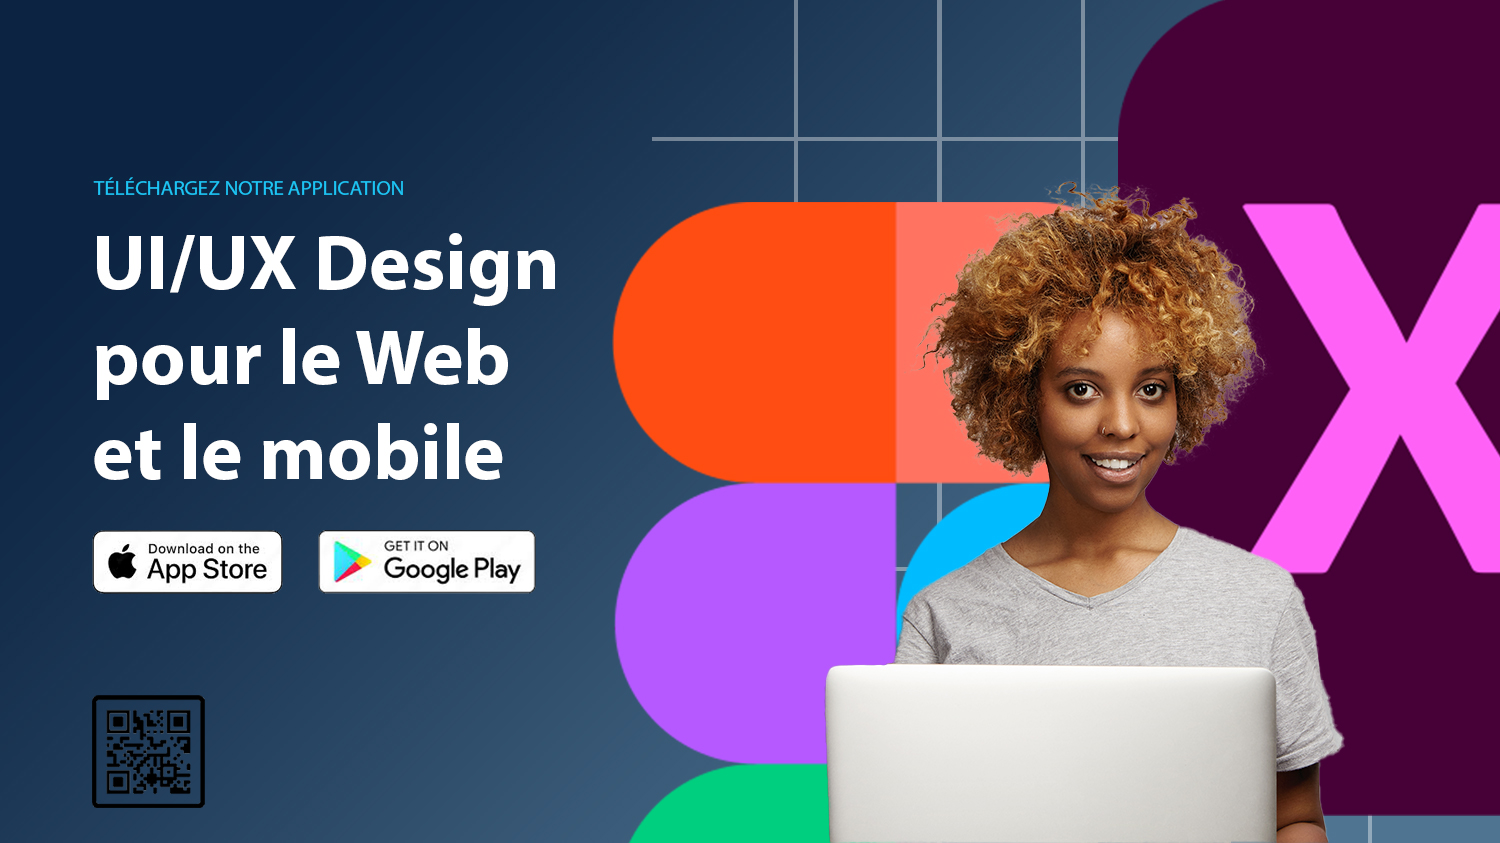 TÉLÉCHARGEZ NOTRE APPLICATION
UI/UX Design
pour le Web
et le mobile
Download on the
App Store
GET IT ON
Google Play
X